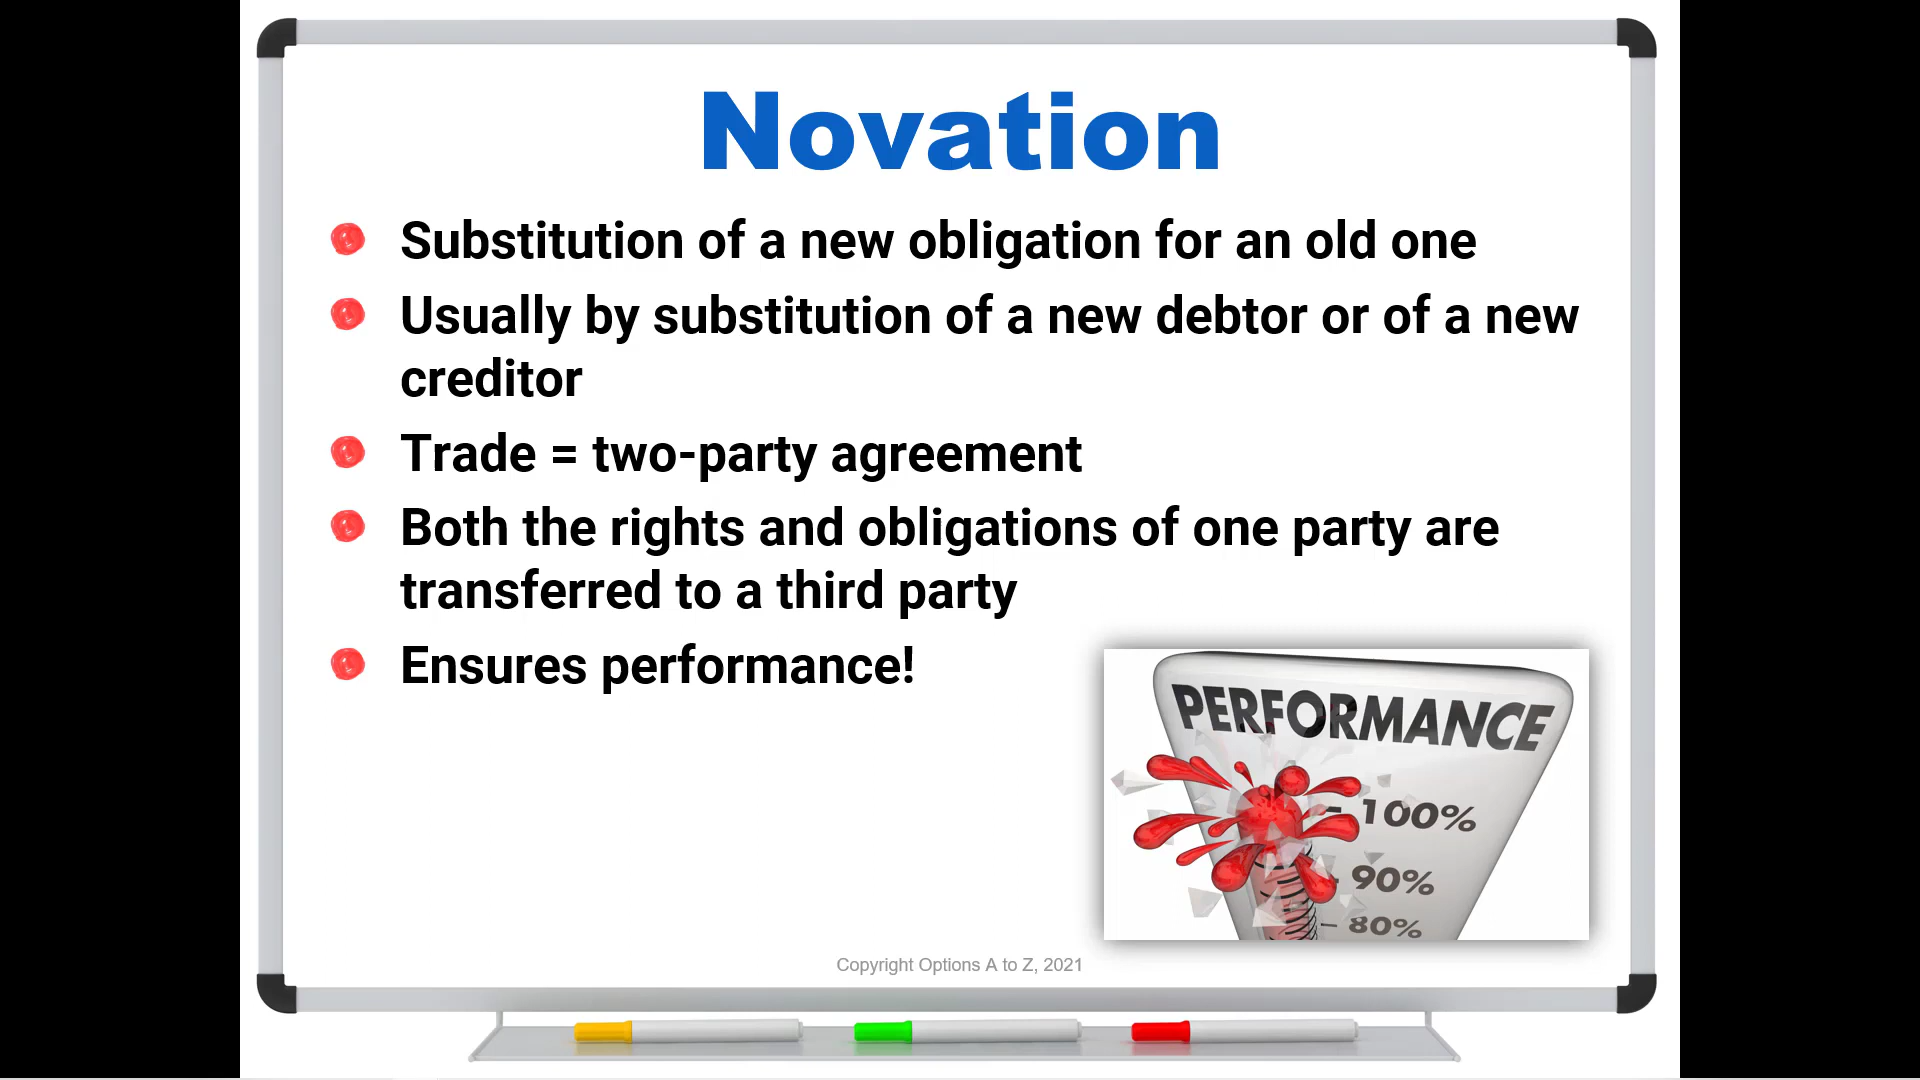 Novation
Substitution of a new obligation for an old one
Usually by substitution of a new debtor or of a new
creditor
Trade = two-party agreement
Both the rights and obligations of one party are
transferred to a third party
Ensures performance!
PERFORMANCE
100%
90%
80%
Copyright Options A to Z, 2021